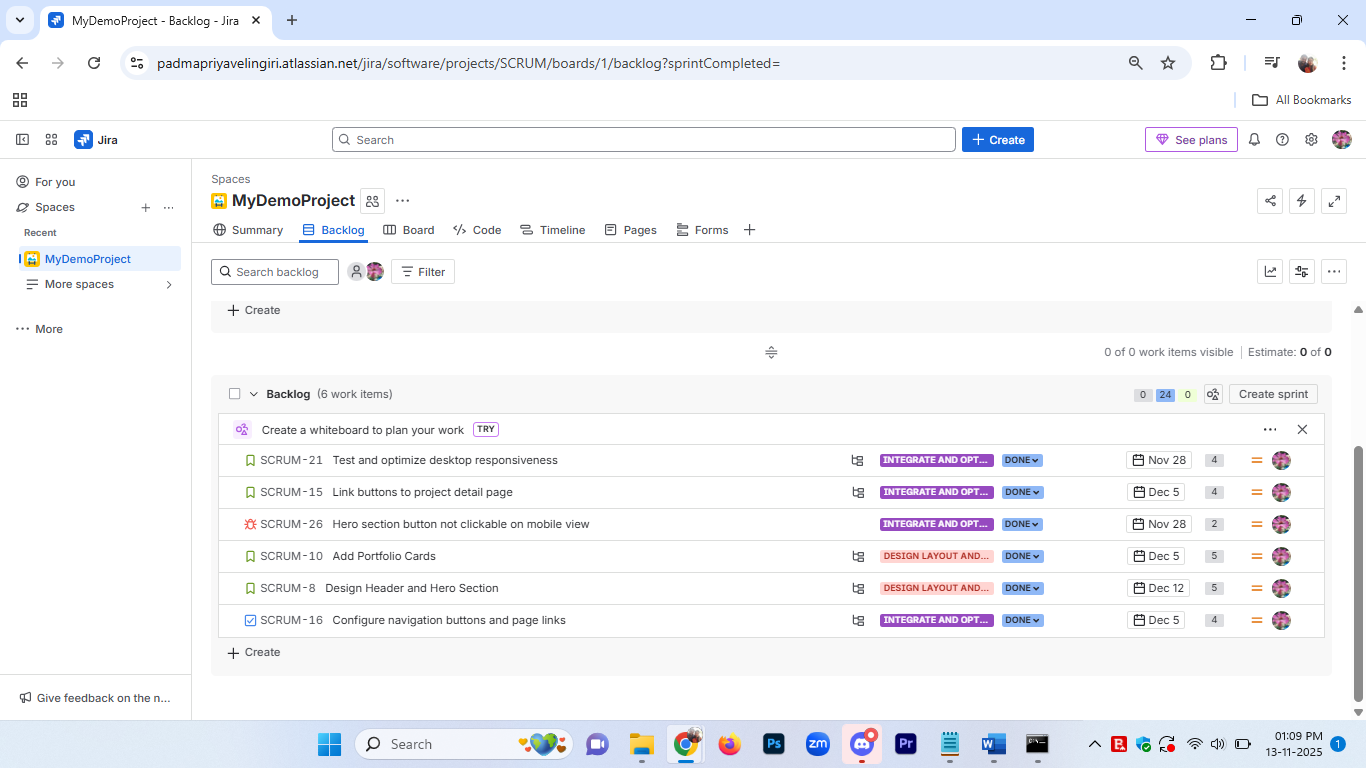 MyDemoProject - Backlog - Jira
padmapriyavelingiri.atlassian.net/jira/software/projects/SCRUM/boards/1/backlog?sprintCompleted=
All Bookmarks
Jira
Search
Create
See plans
For you
Spaces
Recent
MyDemoProject
More spaces
More
Give feedback on the n...
Spaces
MyDemoProject
Summary Backlog Board Code Timeline Pages Forms
Search backlog
Filter
Create
0 of 0 work items visible Estimate: 0 of 0
Backlog (6 work items) 0 24 0 Create sprint
Create a whiteboard to plan your work TRY
SCRUM-21 Test and optimize desktop responsiveness INTEGRATE AND OPT... DONE Nov 28 4
SCRUM-15 Link buttons to project detail page INTEGRATE AND OPT... DONE Dec 5 4
SCRUM-26 Hero section button not clickable on mobile view INTEGRATE AND OPT... DONE Nov 28 2
SCRUM-10 Add Portfolio Cards DESIGN LAYOUT AND... DONE Dec 5 5
SCRUM-8 Design Header and Hero Section DESIGN LAYOUT AND... DONE Dec 12 5
SCRUM-16 Configure navigation buttons and page links INTEGRATE AND OPT... DONE Dec 5 4
Create
Search
Ps
zm
Pr
W
01:09 PM
13-11-2025
1